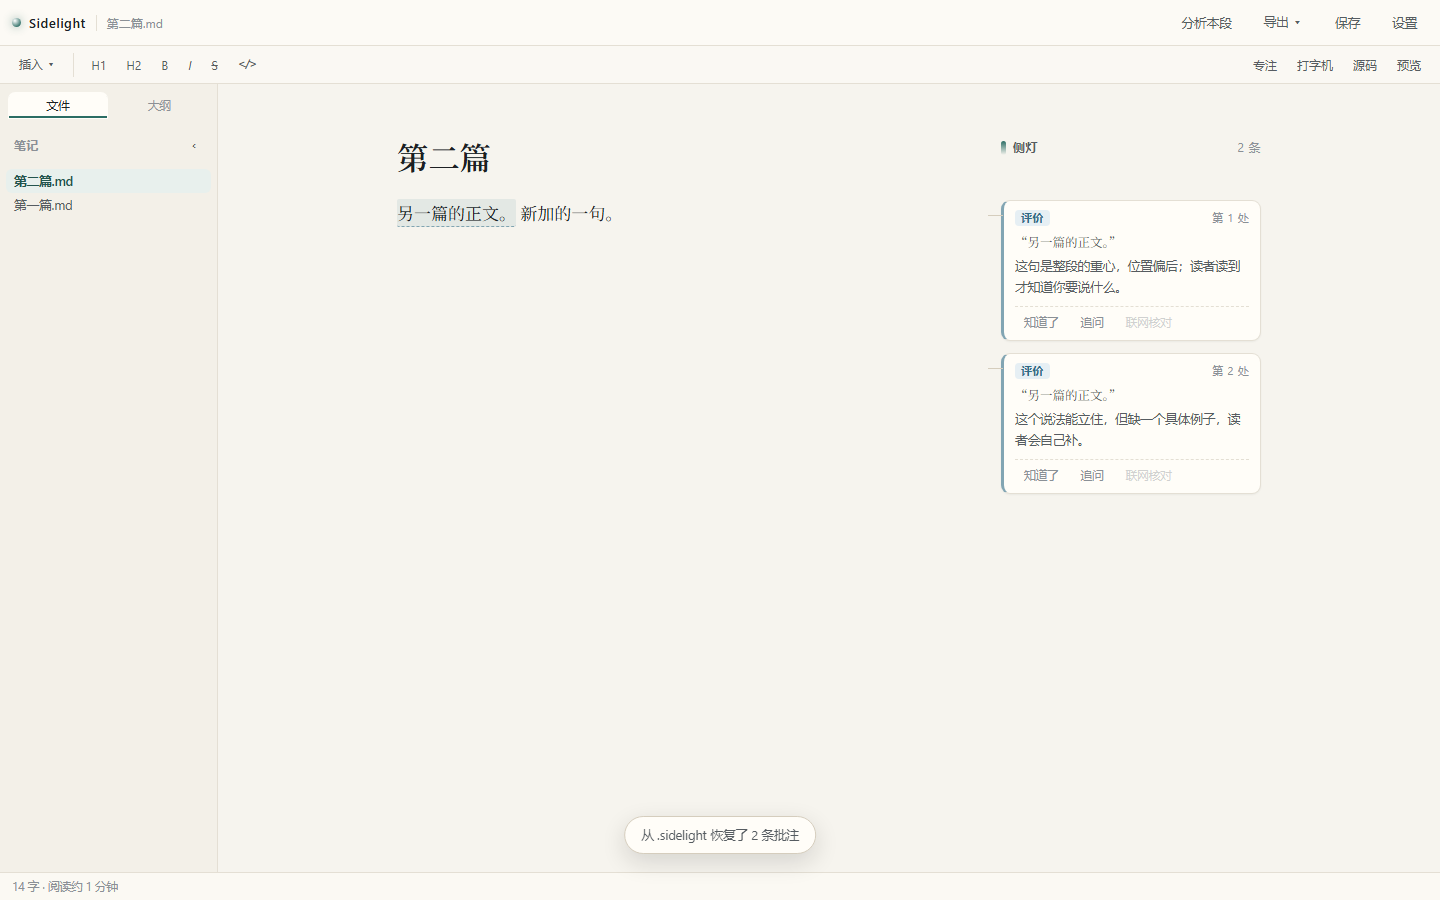 Sidelight 第二篇.md 分析本段 导出 保存 设置
插入 H1 H2 B I S </> 专注 打字机 源码 预览
文件 大纲
笔记
第二篇.md
第一篇.md
第二篇
另一篇的正文。 新加的一句。
侧灯 2 条
评价 第 1 处
“另一篇的正文。”
这句是整段的重心，位置偏后；读者读到
才知道你要说什么。
知道了 追问 联网核对
评价 第 2 处
“另一篇的正文。”
这个说法能立住，但缺一个具体例子，读
者会自己补。
知道了 追问 联网核对
从 .sidelight 恢复了 2 条批注
14 字 · 阅读约 1 分钟